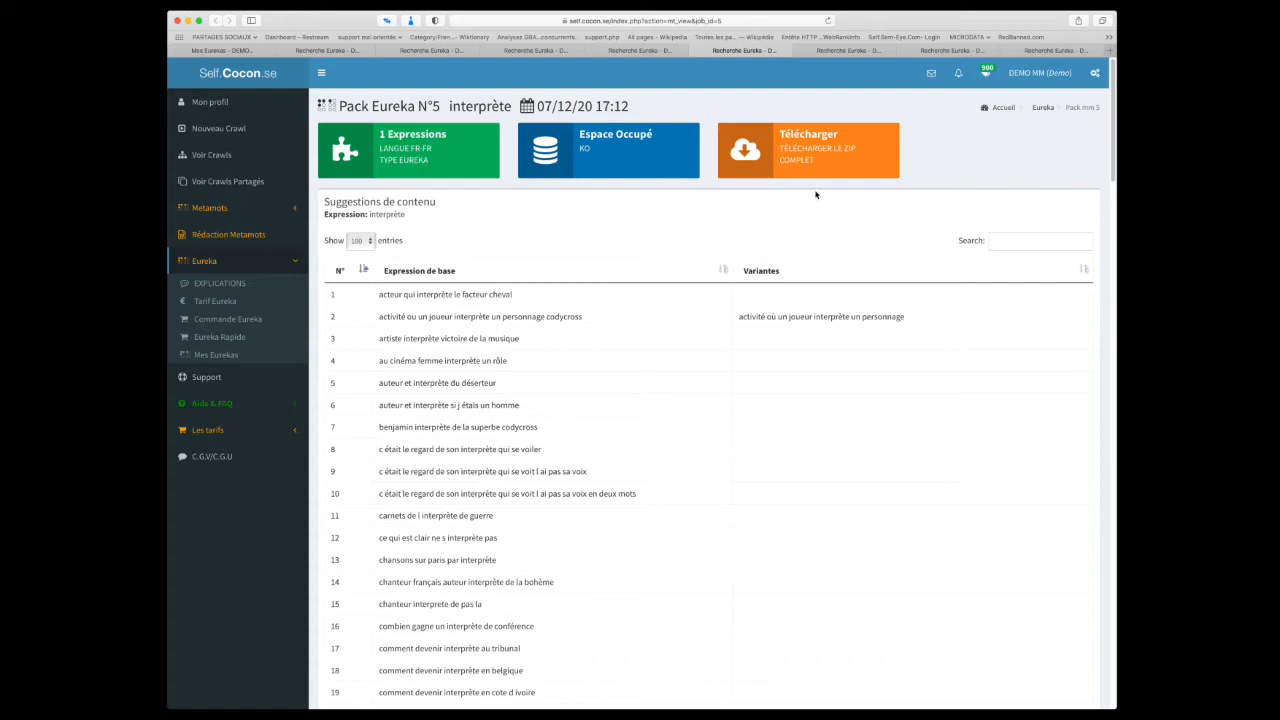 self.cocon.se/index.php?action=mt_view&job_id=6
PARTAGES SOCIAUX
Dashboard – Restream
support mai orientés
Category:Fren... – Wiktionary
Analysez GRA...concurrente.
support.php
All pages - Wikipedia
Toutes les pa... — Wikipédia
Entête HTTP ...WebRankInfo
Self.Sem-Eye.Com- Login
MICRODATA
RedBanned.com
Mes Eurekas - DEMO...
Recherche Eureka - D...
Recherche Eureka - D...
Recherche Eureka - D...
Recherche Eureka - D...
Recherche Eureka - D...
Recherche Eureka - D...
Recherche Eureka - D...
Recherche Eureka - D...
Self.Cocon.se
900
DEMO MM (Demo)
Mon profil
Nouveau Crawl
Voir Crawls
Voir Crawls Partagés
Metamots
Rédaction Metamots
Eureka
EXPLICATIONS
Tarif Eureka
Commande Eureka
Eureka Rapide
Mes Eurekas
Support
Aide & FAQ
Les tarifs
C.G.V/C.G.U
Pack Eureka N°5 interprète 07/12/20 17:12
Accueil
Eureka
Pack mm 5
1 Expressions
LANGUE FR-FR
TYPE EUREKA
Espace Occupé
KO
Télécharger
TÉLÉCHARGER LE ZIP
COMPLET
Suggestions de contenu
Expression: interprète
Show 100 entries
Search:
N° Expression de base Variantes
1 acteur qui interprète le facteur cheval
2 activité ou un joueur interprète un personnage codycross activité où un joueur interprète un personnage
3 artiste interprète victoire de la musique
4 au cinéma femme interprète un rôle
5 auteur et interprète du déserteur
6 auteur et interprète si j étais un homme
7 benjamin interprète de la superbe codycross
8 c était le regard de son interprète qui se voiler
9 c était le regard de son interprète qui se voit l ai pas sa voix
10 c était le regard de son interprète qui se voit l ai pas sa voix en deux mots
11 carnets de l interprète de guerre
12 ce qui est clair ne s interprète pas
13 chansons sur paris par interprète
14 chanteur français auteur interprète de la bohème
15 chanteur interprete de pas la
16 combien gagne un interprète de conférence
17 comment devenir interprète au tribunal
18 comment devenir interprète en belgique
19 comment devenir interprète en cote d ivoire